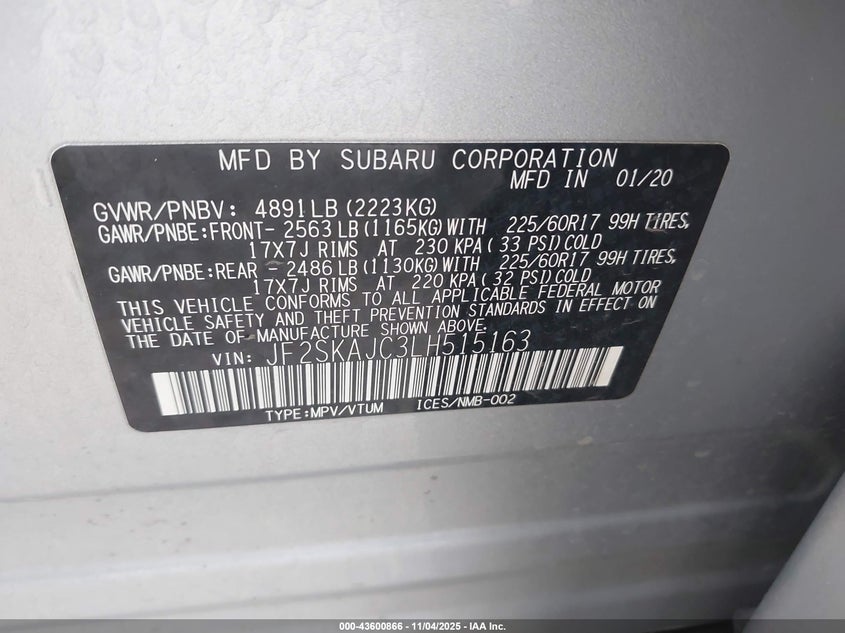 MFD BY SUBARU CORPORATION
MFD IN 01/20
GVWR/PNBV: 4891LB(2223KG)
GAWR/PNBE:FRONT- 2563LB(1165KG)WITH 225/60R17 99H TIRES,
17X7J RIMS AT 230 KPA( 33 PSI)COLD
GAWR/PNBE:REAR - 2486LB(1130KG)WITH 225/60R17 99H TIRES,
17X7J RIMS AT 220 KPA( 32 PSI)COLD
THIS VEHICLE CONFORMS TO ALL APPLICABLE FEDERAL MOTOR
VEHICLE SAFETY AND THEFT PREVENTION STANDARDS IN EFFECT ON
THE DATE OF MANUFACTURE SHOWN ABOVE.
VIN: JF2SKAJC3LH515163
TYPE:MPV/VTUM ICES/NMB-002
000-43600866 - 11/04/2025 - IAA Inc.